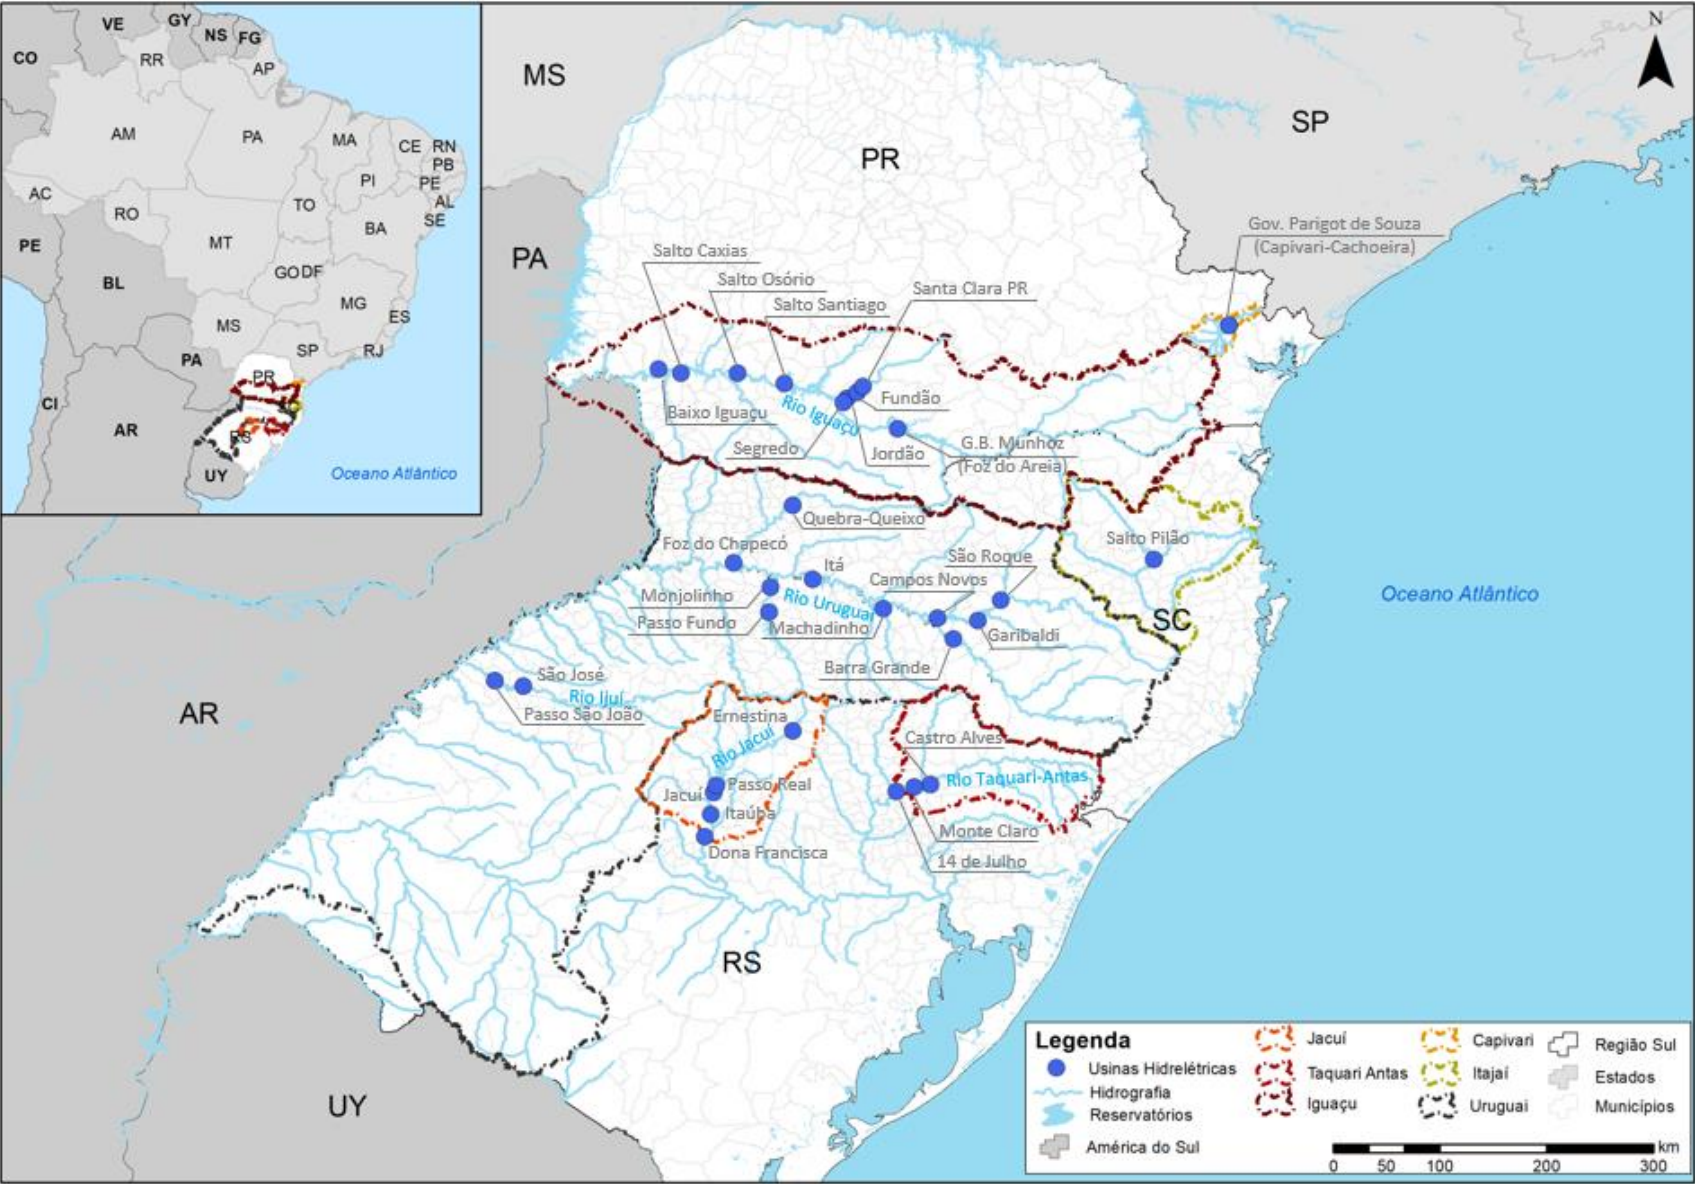 VE
GY
NS
FG
CO
RR
AP
AM
PA
MA
CE
RN
PB
PI
PE
AC
AL
TO
RO
SE
BA
PE
MT
GO
DF
BL
MG
ES
MS
PA
SP
RJ
PR
CI
AR
RS
UY
Oceano Atlântico
N
MS
SP
PR
PA
Gov. Parigot de Souza
(Capivari-Cachoeira)
Salto Caxias
Salto Osório
Santa Clara PR
Salto Santiago
Rio Iguaçu
Fundão
Baixo Iguaçu
G.B. Munhoz
(Foz do Areia)
Segredo
Jordão
Quebra-Queixo
Foz do Chapecó
Salto Pilão
São Roque
Itá
Campos Novos
Monjolinho
Rio Uruguai
Passo Fundo
Machadinho
Garibaldi
SC
Oceano Atlântico
Barra Grande
São José
Rio Ijuí
Passo São João
AR
Ernestina
Rio Jacuí
Castro Alves
Rio Taquari-Antas
Passo Real
Jacuí
Itaúba
Monte Claro
Dona Francisca
14 de Julho
RS
UY
Legenda
Usinas Hidrelétricas
Hidrografia
Reservatórios
América do Sul
Jacuí
Taquari Antas
Iguaçu
Capivari
Itajaí
Uruguai
Região Sul
Estados
Municípios
km
0 50 100 200 300